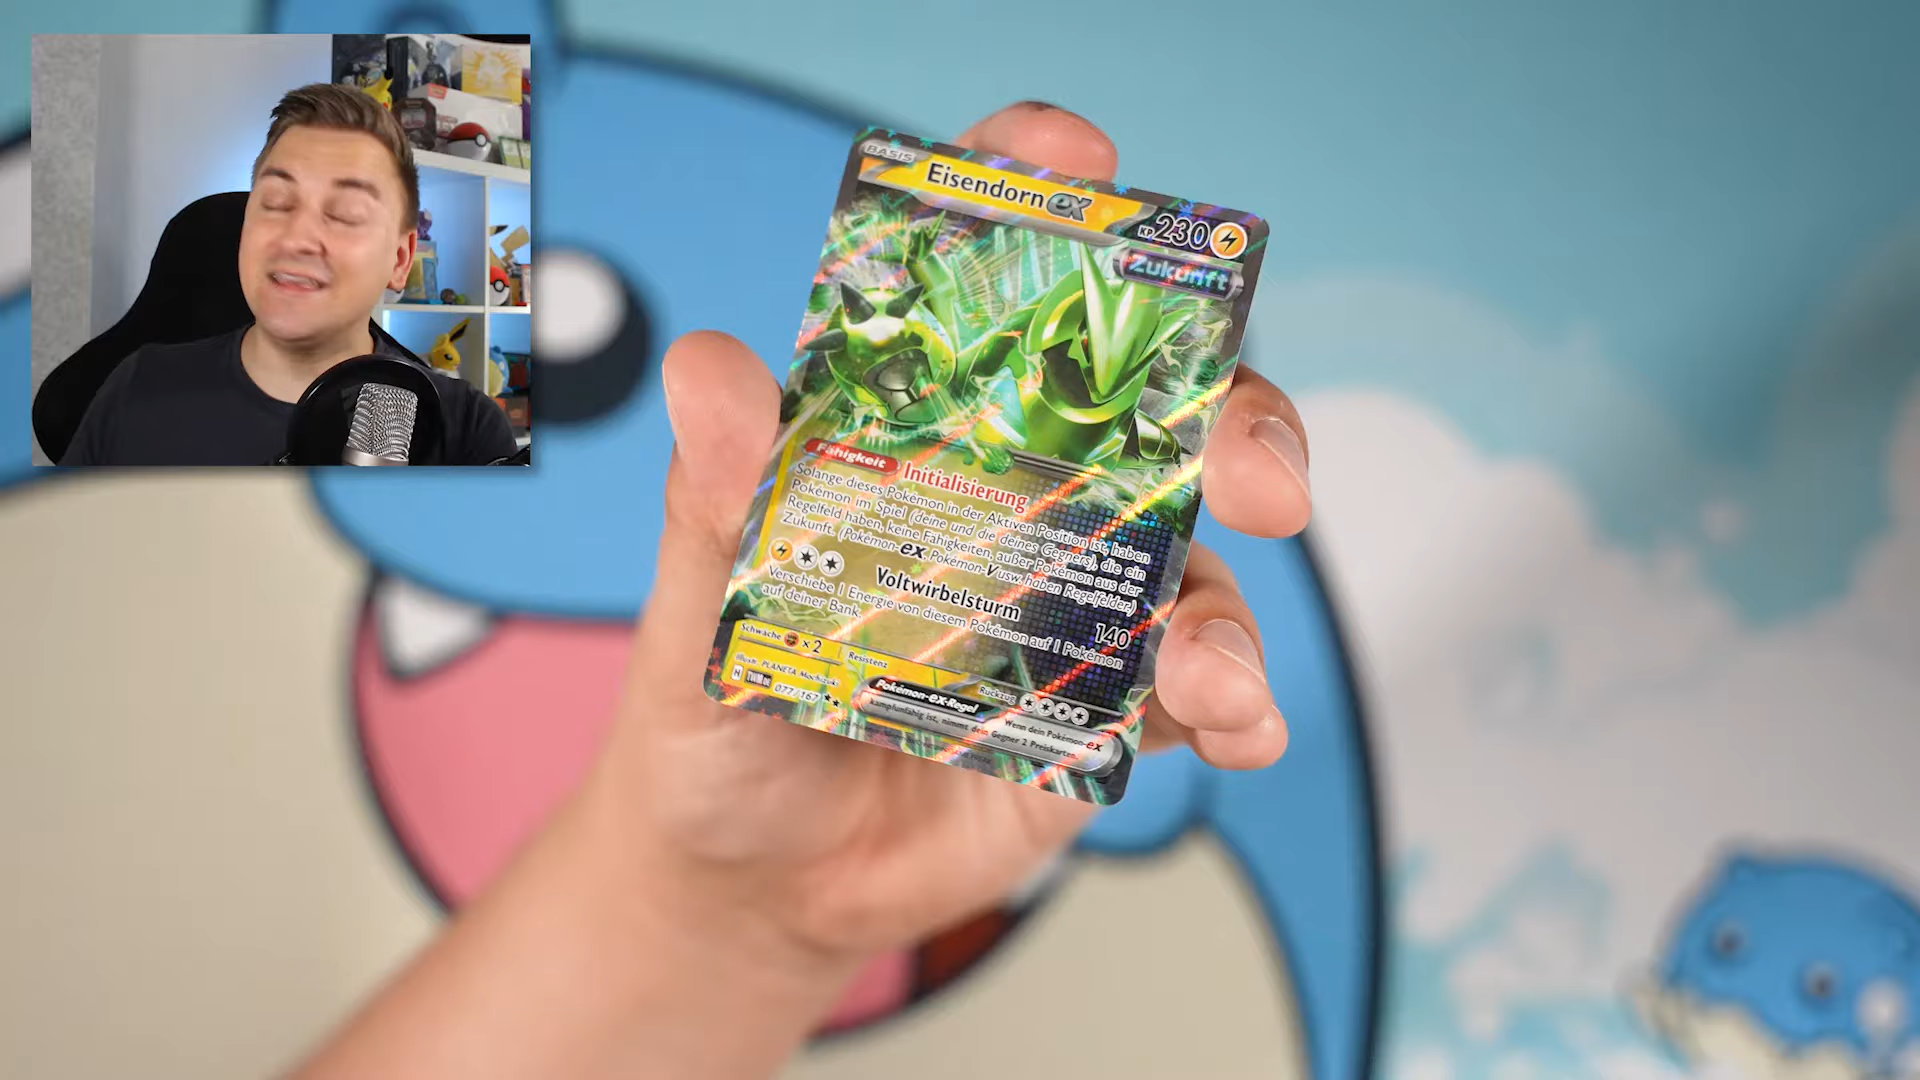 BASIS
Eisendorn ex
KP 230
Zukunft
Fähigkeit Initialisierung
Solange dieses Pokémon in der Aktiven Position ist, haben
Pokémon im Spiel (deine und die deines Gegners), die ein
Regelfeld haben, keine Fähigkeiten, außer Pokémon aus der
Zukunft. (Pokémon-ex, Pokémon-V usw. haben Regelfelder.)
Voltwirbelsturm 140
Verschiebe 1 Energie von diesem Pokémon auf 1 Pokémon
auf deiner Bank.
Schwäche x2
Resistenz
Rückzug
Illustr. PLANETA Mochizuki
H TWM DE 077/167
Pokémon-ex-Regel
Wenn dein Pokémon-ex
kampfunfähig ist, nimmt dein Gegner 2 Preiskarten.